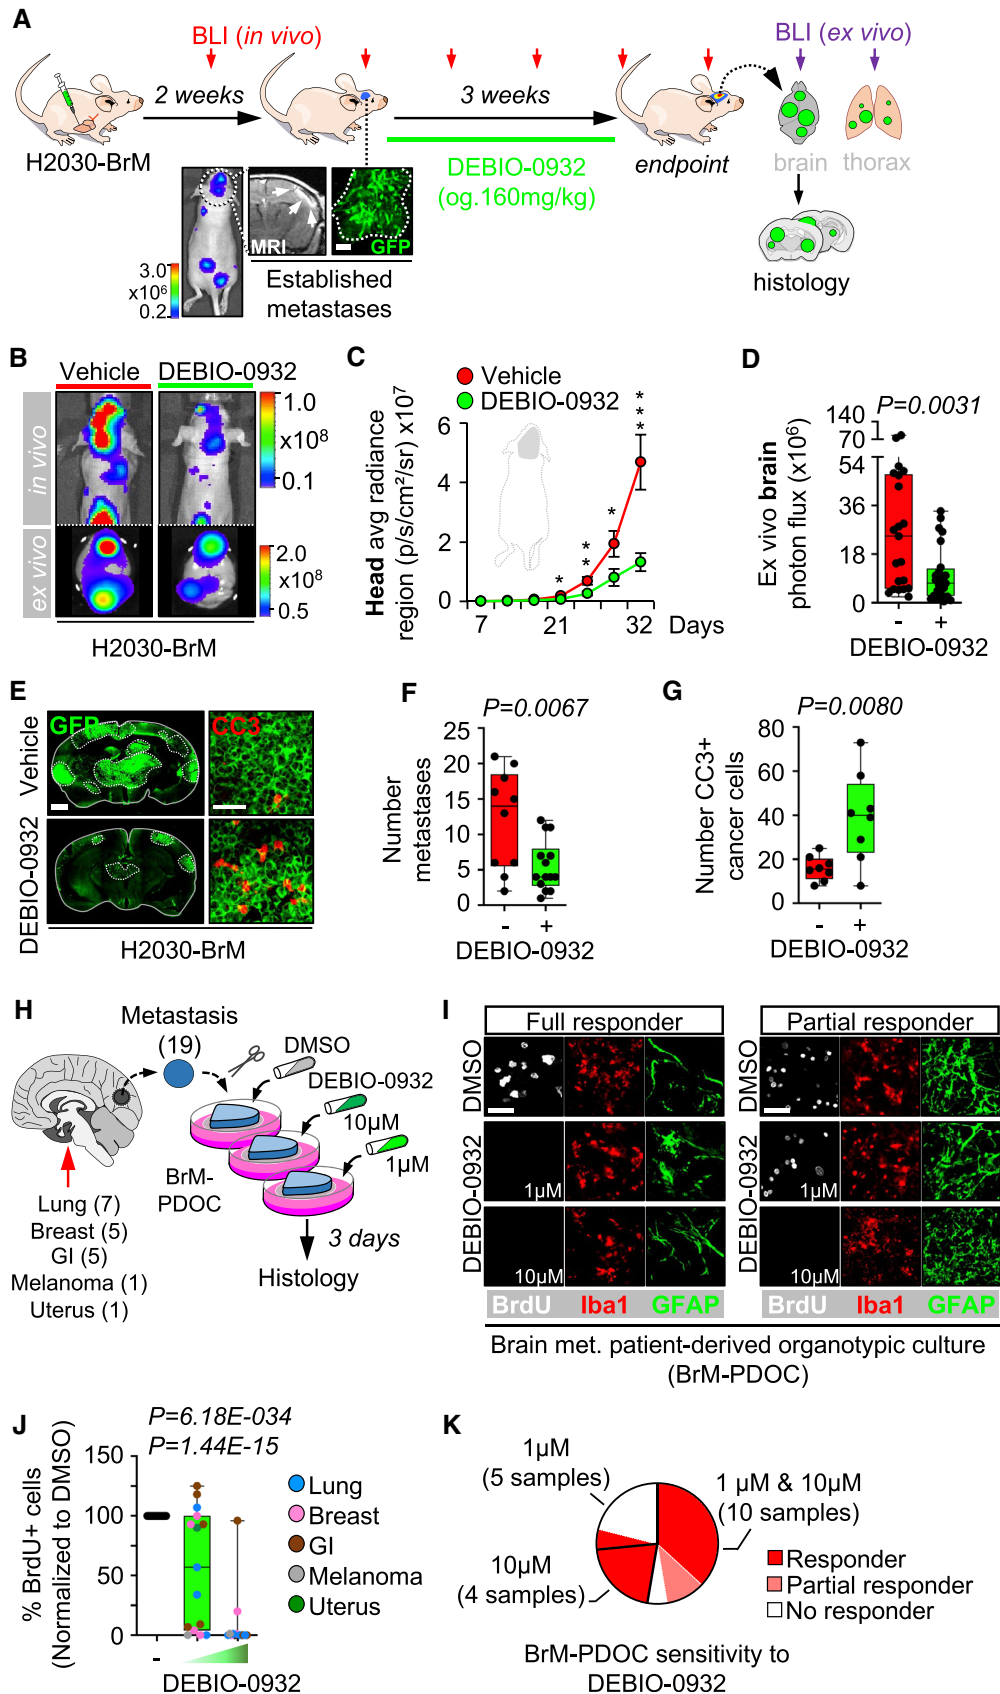 A
BLI (in vivo)
BLI (ex vivo)
2 weeks
3 weeks
H2030-BrM
DEBIO-0932
(og.160mg/kg)
endpoint
brain
thorax
MRI
GFP
3.0
x10⁶
0.2
Established
metastases
histology
B
Vehicle
DEBIO-0932
in vivo
ex vivo
1.0
x10⁸
0.1
2.0
x10⁸
0.5
H2030-BrM
C
Vehicle
DEBIO-0932
Head avg radiance
region (p/s/cm²/sr) x10⁷
6
4
2
0
*
**
*
***
7
21
32
Days
D
P=0.0031
Ex vivo brain
photon flux (x10⁶)
140
70
54
36
18
0
-
+
DEBIO-0932
E
Vehicle
DEBIO-0932
GFP
CC3
H2030-BrM
F
P=0.0067
Number
metastases
25
20
15
10
5
0
-
+
DEBIO-0932
G
P=0.0080
Number CC3+
cancer cells
80
60
40
20
0
-
+
DEBIO-0932
H
Metastasis
(19)
DMSO
DEBIO-0932
10µM
1µM
BrM-
PDOC
Lung (7)
Breast (5)
GI (5)
Melanoma (1)
Uterus (1)
3 days
Histology
I
Full responder
Partial responder
DMSO
DEBIO-0932
1µM
10µM
BrdU
Iba1
GFAP
DMSO
DEBIO-0932
1µM
10µM
BrdU
Iba1
GFAP
Brain met. patient-derived organotypic culture
(BrM-PDOC)
J
P=6.18E-034
P=1.44E-15
% BrdU+ cells
(Normalized to DMSO)
150
100
50
0
-
DEBIO-0932
Lung
Breast
GI
Melanoma
Uterus
K
1µM
(5 samples)
1 µM & 10µM
(10 samples)
10µM
(4 samples)
Responder
Partial responder
No responder
BrM-PDOC sensitivity to
DEBIO-0932